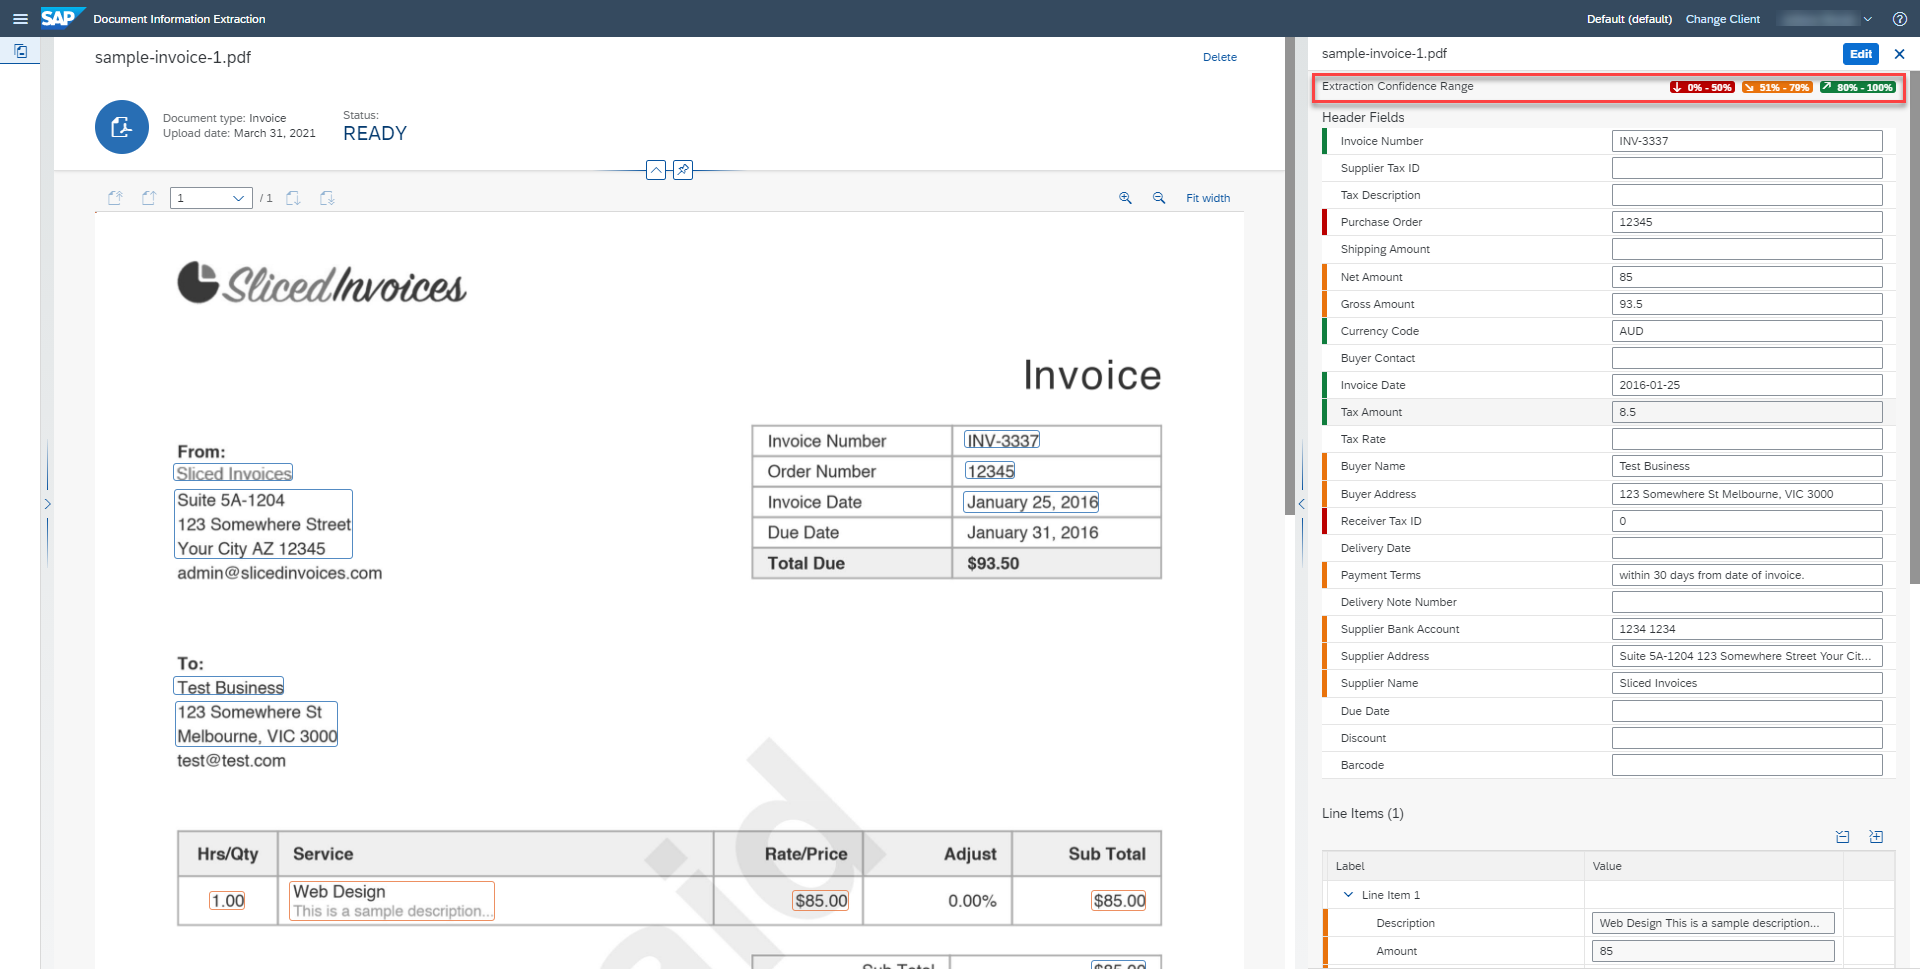 SAP Document Information Extraction
Default (default) Change Client
sample-invoice-1.pdf
Delete
Document type: Invoice
Upload date: March 31, 2021
Status:
READY
1 / 1
Fit width
Sliced Invoices
Invoice
Invoice Number INV-3337
Order Number 12345
Invoice Date January 25, 2016
Due Date January 31, 2016
Total Due $93.50
From:
Sliced Invoices
Suite 5A-1204
123 Somewhere Street
Your City AZ 12345
admin@slicedinvoices.com
To:
Test Business
123 Somewhere St
Melbourne, VIC 3000
test@test.com
Hrs/Qty Service Rate/Price Adjust Sub Total
1.00 Web Design $85.00 0.00% $85.00
This is a sample description...
Sub Total $85.00
aid
sample-invoice-1.pdf
Edit
Extraction Confidence Range 0% - 50% 51% - 79% 80% - 100%
Header Fields
Invoice Number INV-3337
Supplier Tax ID
Tax Description
Purchase Order 12345
Shipping Amount
Net Amount 85
Gross Amount 93.5
Currency Code AUD
Buyer Contact
Invoice Date 2016-01-25
Tax Amount 8.5
Tax Rate
Buyer Name Test Business
Buyer Address 123 Somewhere St Melbourne, VIC 3000
Receiver Tax ID 0
Delivery Date
Payment Terms within 30 days from date of invoice.
Delivery Note Number
Supplier Bank Account 1234 1234
Supplier Address Suite 5A-1204 123 Somewhere Street Your Cit...
Supplier Name Sliced Invoices
Due Date
Discount
Barcode
Line Items (1)
Label Value
Line Item 1
Description Web Design This is a sample description...
Amount 85